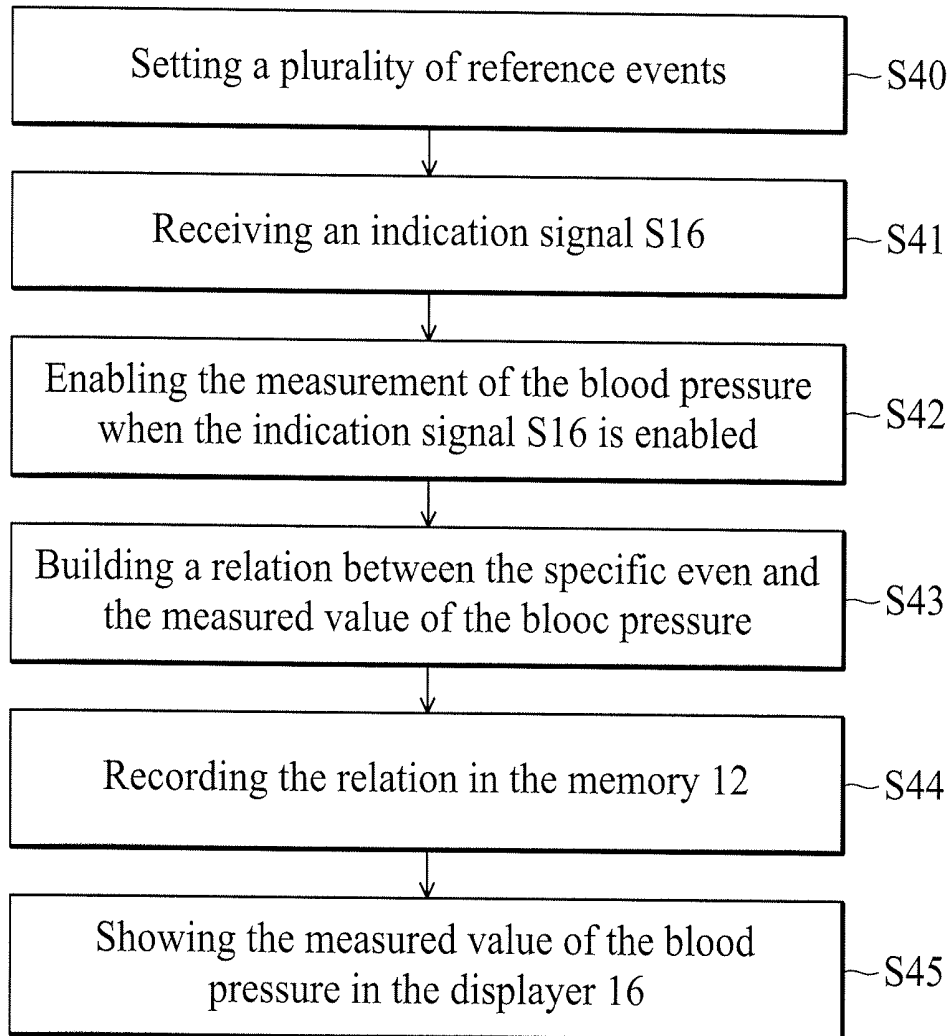 Setting a plurality of reference events
S40
Receiving an indication signal S16
S41
Enabling the measurement of the blood pressure
when the indication signal S16 is enabled
S42
Building a relation between the specific even and
the measured value of the blooc pressure
S43
Recording the relation in the memory 12
S44
Showing the measured value of the blood
pressure in the displayer 16
S45